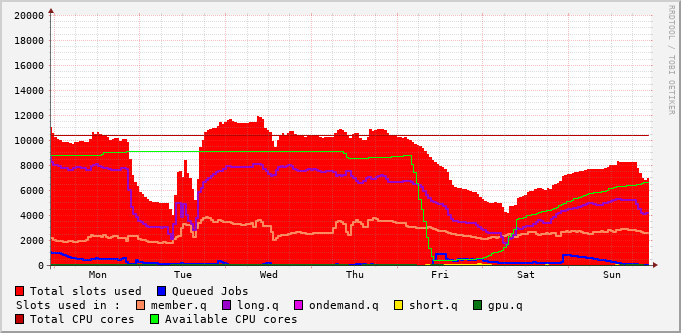 20000
18000
16000
14000
12000
10000
8000
6000
4000
2000
0
Mon Tue Wed Thu Fri Sat Sun
RRDTOOL / TOBI OETIKER
Total slots used Queued Jobs
Slots used in : member.q long.q ondemand.q short.q gpu.q
Total CPU cores Available CPU cores